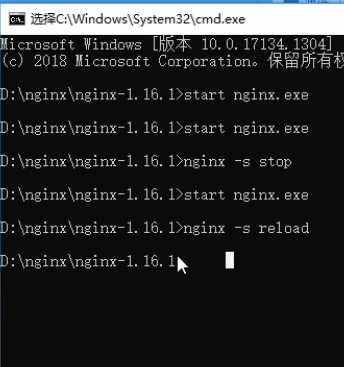 选择C:\Windows\System32\cmd.exe
Microsoft Windows [版本 10.0.17134.1304]
(c) 2018 Microsoft Corporation。保留所有权
D:\nginx\nginx-1.16.1>start nginx.exe
D:\nginx\nginx-1.16.1>start nginx.exe
D:\nginx\nginx-1.16.1>nginx -s stop
D:\nginx\nginx-1.16.1>start nginx.exe
D:\nginx\nginx-1.16.1>nginx -s reload
D:\nginx\nginx-1.16.1